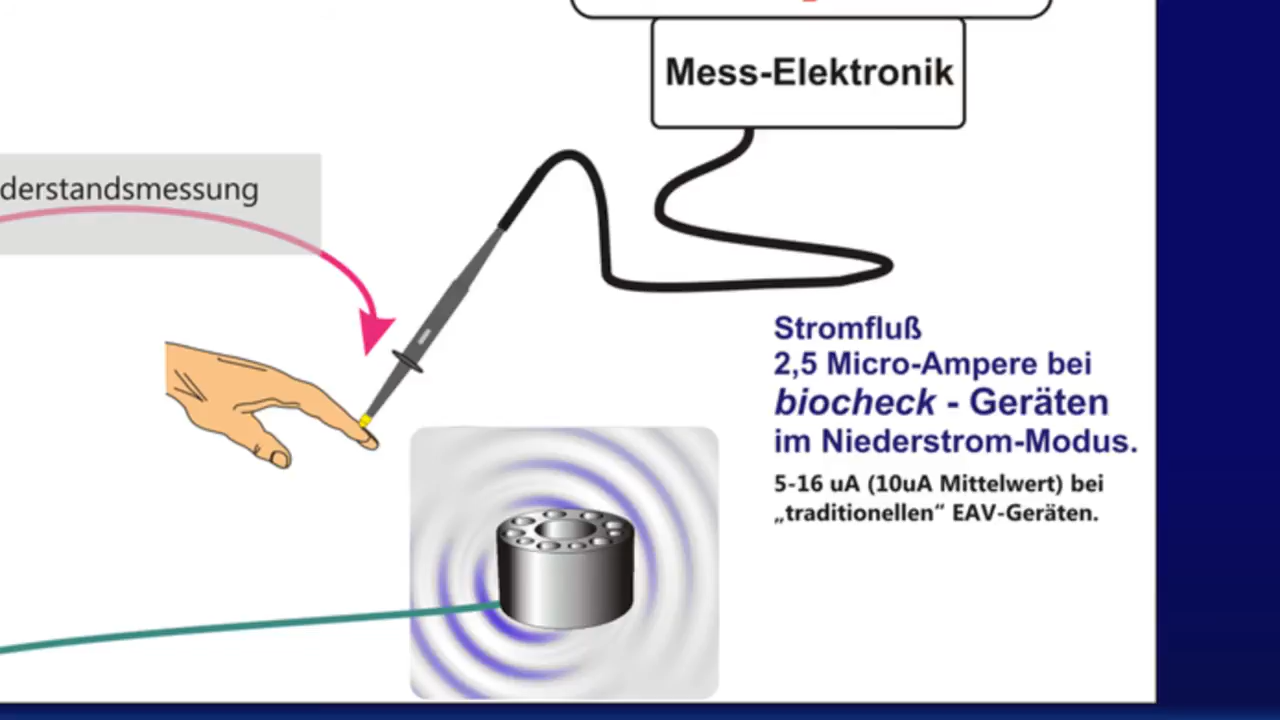 Mess-Elektronik
derstandsmessung
Stromfluß
2,5 Micro-Ampere bei
biocheck - Geräten
im Niederstrom-Modus.
5-16 uA (10uA Mittelwert) bei
„traditionellen“ EAV-Geräten.